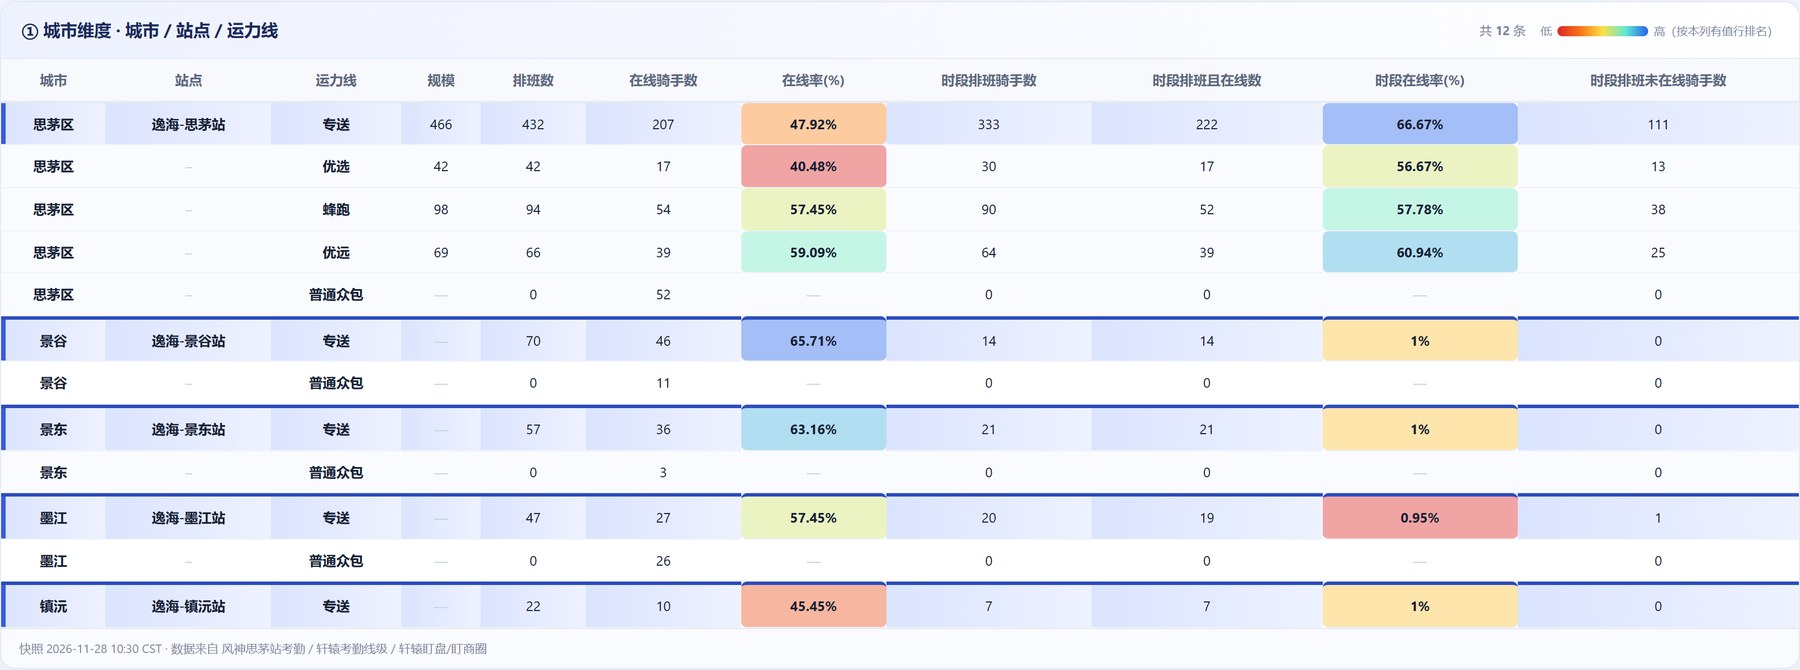 ① 城市维度 · 城市 / 站点 / 运力线
共 12 条 低 高 (按本列有值行排名)
城市 站点 运力线 规模 排班数 在线骑手数 在线率(%) 时段排班骑手数 时段排班且在线数 时段在线率(%) 时段排班未在线骑手数
思茅区 逸海-思茅站 专送 466 432 207 47.92% 333 222 66.67% 111
思茅区 – 优选 42 42 17 40.48% 30 17 56.67% 13
思茅区 – 蜂跑 98 94 54 57.45% 90 52 57.78% 38
思茅区 – 优远 69 66 39 59.09% 64 39 60.94% 25
思茅区 – 普通众包 — 0 52 — 0 0 — 0
景谷 逸海-景谷站 专送 — 70 46 65.71% 14 14 1% 0
景谷 – 普通众包 — 0 11 — 0 0 — 0
景东 逸海-景东站 专送 — 57 36 63.16% 21 21 1% 0
景东 – 普通众包 — 0 3 — 0 0 — 0
墨江 逸海-墨江站 专送 — 47 27 57.45% 20 19 0.95% 1
墨江 – 普通众包 — 0 26 — 0 0 — 0
镇沅 逸海-镇沅站 专送 — 22 10 45.45% 7 7 1% 0
快照 2026-11-28 10:30 CST · 数据来自 风神思茅站考勤 / 轩辕考勤线级 / 轩辕盯盘/盯商圈